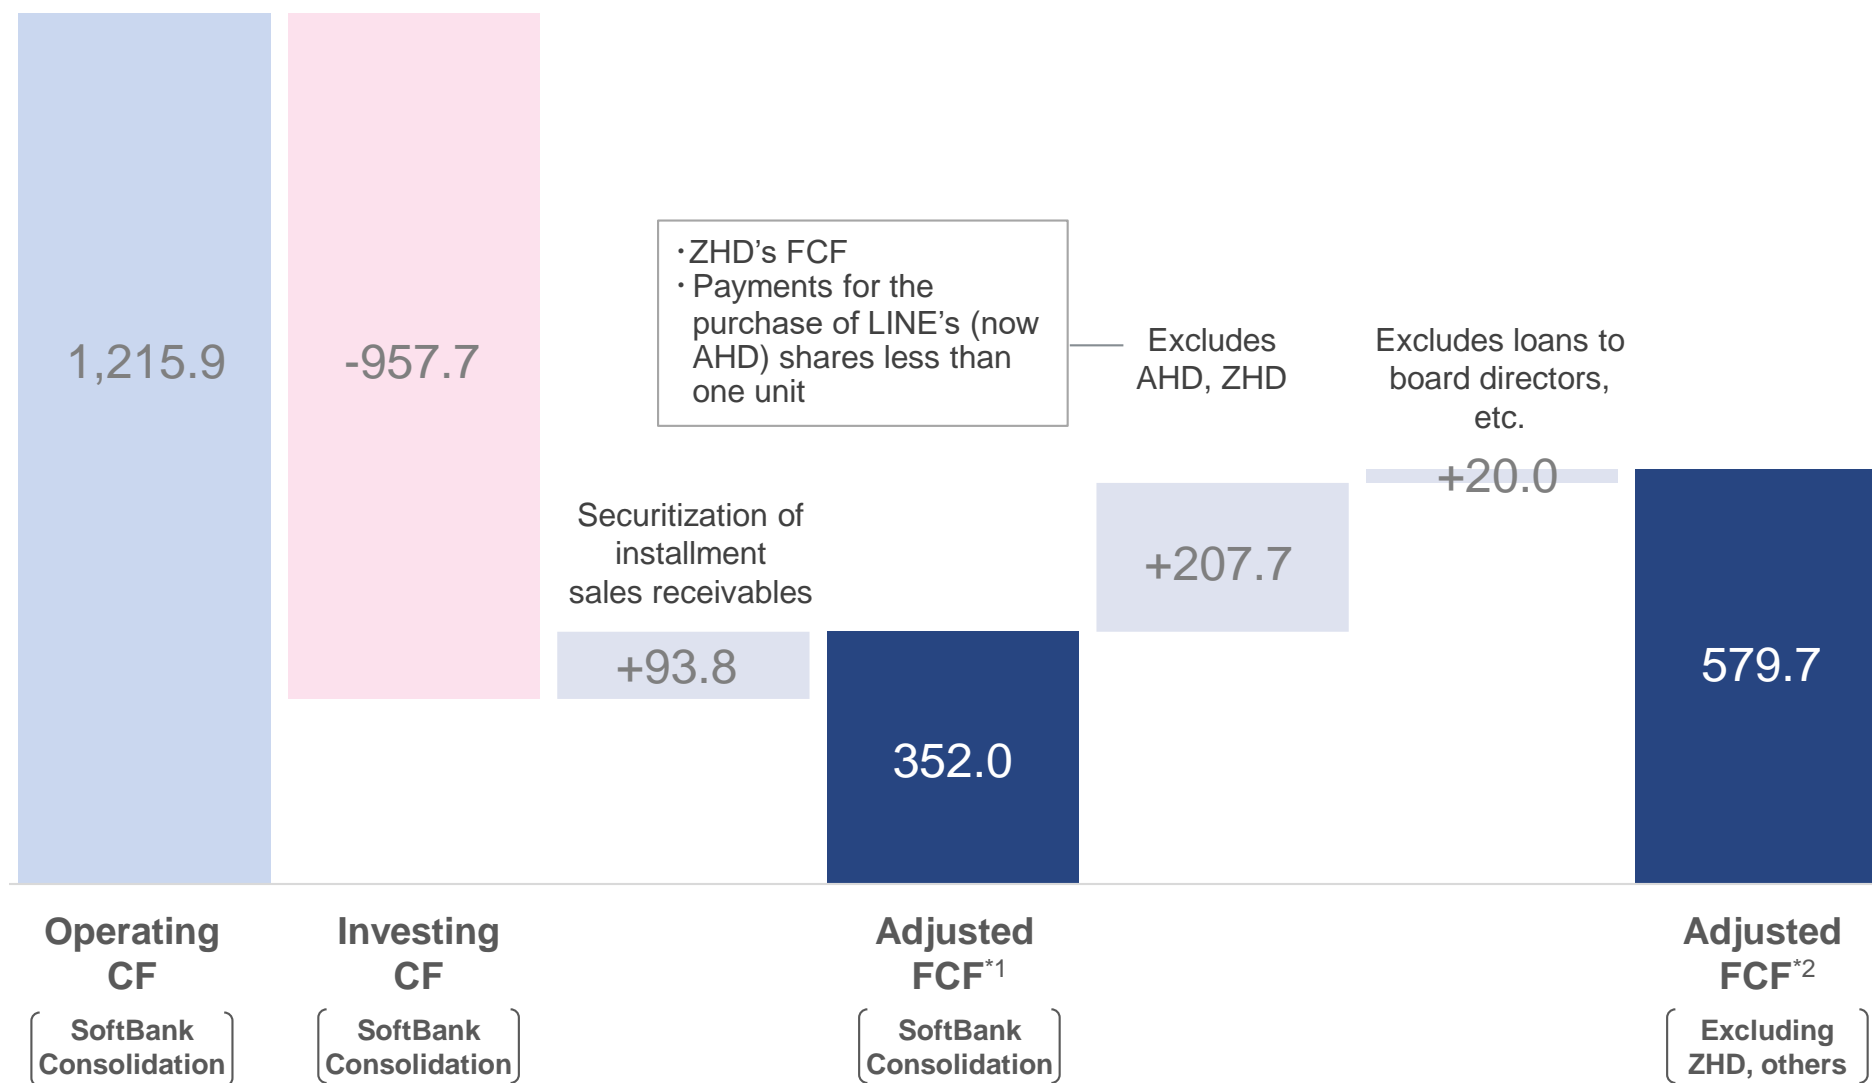 1,215.9
-957.7
・ZHD’s FCF
・Payments for the
purchase of LINE’s (now
AHD) shares less than
one unit
Excludes
AHD, ZHD
Excludes loans to
board directors,
etc.
+20.0
Securitization of
installment
sales receivables
+93.8
352.0
+207.7
579.7
Operating
CF
SoftBank
Consolidation
Investing
CF
SoftBank
Consolidation
Adjusted
FCF*1
SoftBank
Consolidation
Adjusted
FCF*2
Excluding
ZHD, others